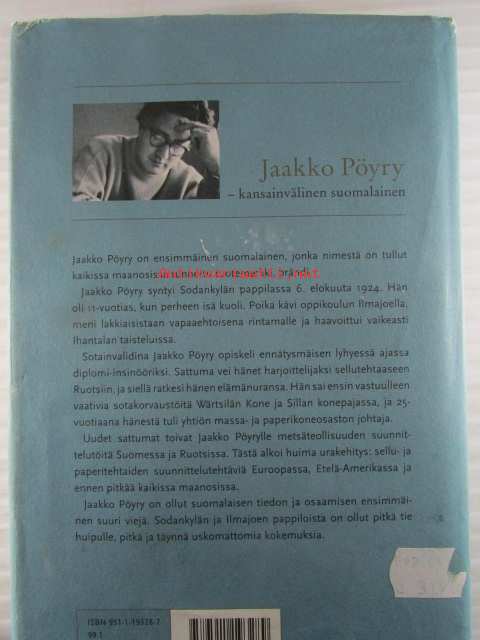 Jaakko Pöyry
– kansainvälinen suomalainen
Jaakko Pöyry on ensimmäinen suomalainen, jonka nimestä on tullut
kaikissa maanosissa tunnettu tuotemerkki, brändi.
Jaakko Pöyry syntyi Sodankylän pappilassa 6. elokuuta 1924. Hän
oli 11-vuotias, kun perheen isä kuoli. Poika kävi oppikoulun Ilmajoella,
meni lakkiaisistaan vapaaehtoisena rintamalle ja haavoittui vaikeasti
Ihantalan taisteluissa.
Sotainvalidina Jaakko Pöyry opiskeli ennätysmäisen lyhyessä ajassa
diplomi-insinööriksi. Sattuma vei hänet harjoittelijaksi sellutehtaaseen
Ruotsiin, ja siellä ratkesi hänen elämänuransa. Hän sai ensin vastuulleen
vaativia sotakorvaustöitä Wärtsilän Kone ja Sillan konepajassa, ja 25-
vuotiaana hänestä tuli yhtiön massa- ja paperikoneosaston johtaja.
Uudet sattumat toivat Jaakko Pöyrylle metsäteollisuuden suunnit-
telutöitä Suomessa ja Ruotsissa. Tästä alkoi huima urakehitys: sellu- ja
paperitehtaiden suunnittelutehtäviä Euroopassa, Etelä-Amerikassa ja
ennen pitkää kaikissa maanosissa.
Jaakko Pöyry on ollut suomalaisen tiedon ja osaamisen ensimmäi-
nen suuri viejä. Sodankylän ja Ilmajoen pappiloista on ollut pitkä tie
huipulle, pitkä ja täynnä uskomattomia kokemuksia.
ISBN 951-1-19328-7
99.1